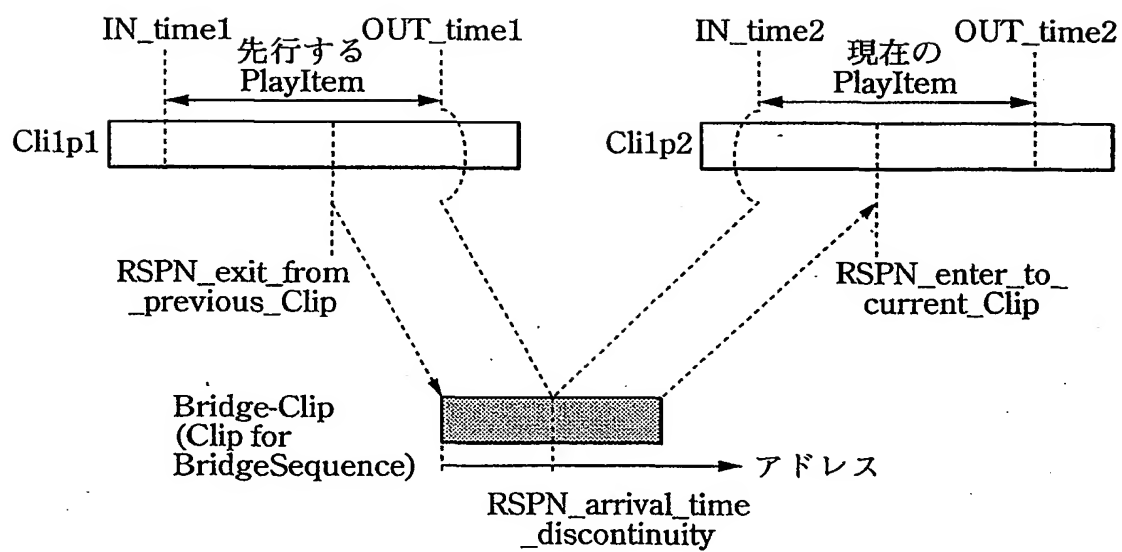 IN_time1
OUT_time1
先行する
PlayItem
IN_time2
OUT_time2
現在の
PlayItem
Cli1p1
Cli1p2
RSPN_exit_from
_previous_Clip
RSPN_enter_to_
current_Clip
Bridge-Clip
(Clip for
BridgeSequence)
アドレス
RSPN_arrival_time
_discontinuity